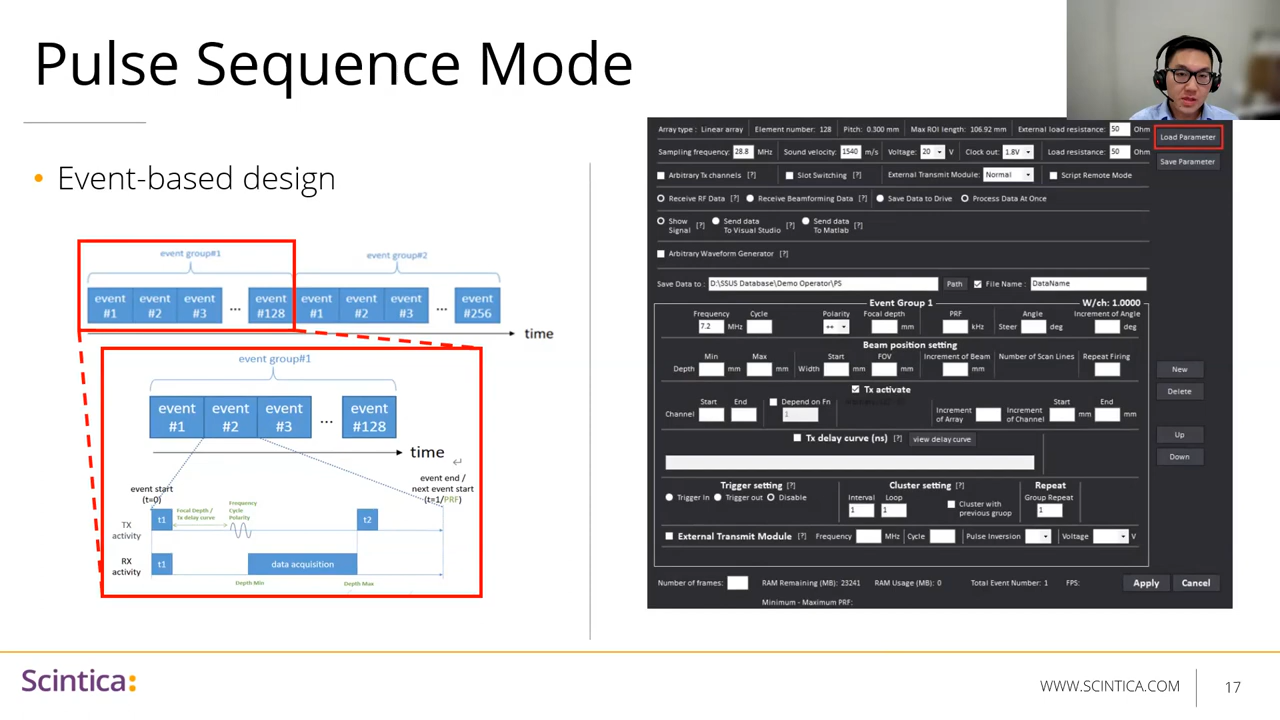 Pulse Sequence Mode
• Event-based design
event group#1
event group#2
event #1
event #2
event #3
...
event #128
event #1
event #2
event #3
...
event #256
time
event group#1
event #1
event #2
event #3
...
event #128
time
event start (t=0)
event end / next event start (t=1/PRF)
Focal Depth / Tx delay curve
Frequency
Cycle
Polarity
TX activity
t1
t2
RX activity
t1
data acquisition
Depth Min
Depth Max
Array type : Linear array
Element number: 128
Pitch: 0.300 mm
Max ROI length: 106.92 mm
External load resistance: 50 Ohm
Load Parameter
Sampling frequency: 28.8 MHz
Sound velocity: 1540 m/s
Voltage: 20 V
Clock out: 1.8V
Load resistance: 50 Ohm
Save Parameter
Arbitrary Tx channels [?]
Slot Switching [?]
External Transmit Module: Normal
Script Remote Mode
Receive RF Data [?]
Receive Beamforming Data [?]
Save Data to Drive
Process Data At Once
Show Signal [?]
Send data To Visual Studio [?]
Send data To Matlab [?]
Arbitrary Waveform Generator [?]
Save Data to : D:\SSUS Database\Demo Operator\PS
Path
File Name : DataName
Event Group 1
W/ch: 1.0000
Frequency 7.2 MHz
Cycle
Polarity ++
Focal depth mm
PRF kHz
Angle Steer deg
Increment of Angle deg
Beam position setting
Min Max
Depth mm mm
Start FOV
Width mm mm
Increment of Beam mm
Number of Scan Lines
Repeat Firing
New
Tx activate
Delete
Start End
Channel
Depend on Fn 1
Increment of Array
Increment of Channel
Start mm
End mm
Tx delay curve (ns) [?]
view delay curve
Up
Down
Trigger setting [?]
Cluster setting [?]
Repeat
Trigger In
Trigger out
Disable
Interval 1
Loop 1
Cluster with previous gruop
Group Repeat 1
External Transmit Module [?]
Frequency MHz
Cycle
Pulse Inversion
Voltage V
Number of frames:
RAM Remaining (MB): 23241
RAM Usage (MB): 0
Total Event Number: 1
FPS:
Apply
Cancel
Minimum - Maximum PRF:
Scintica:
WWW.SCINTICA.COM
17